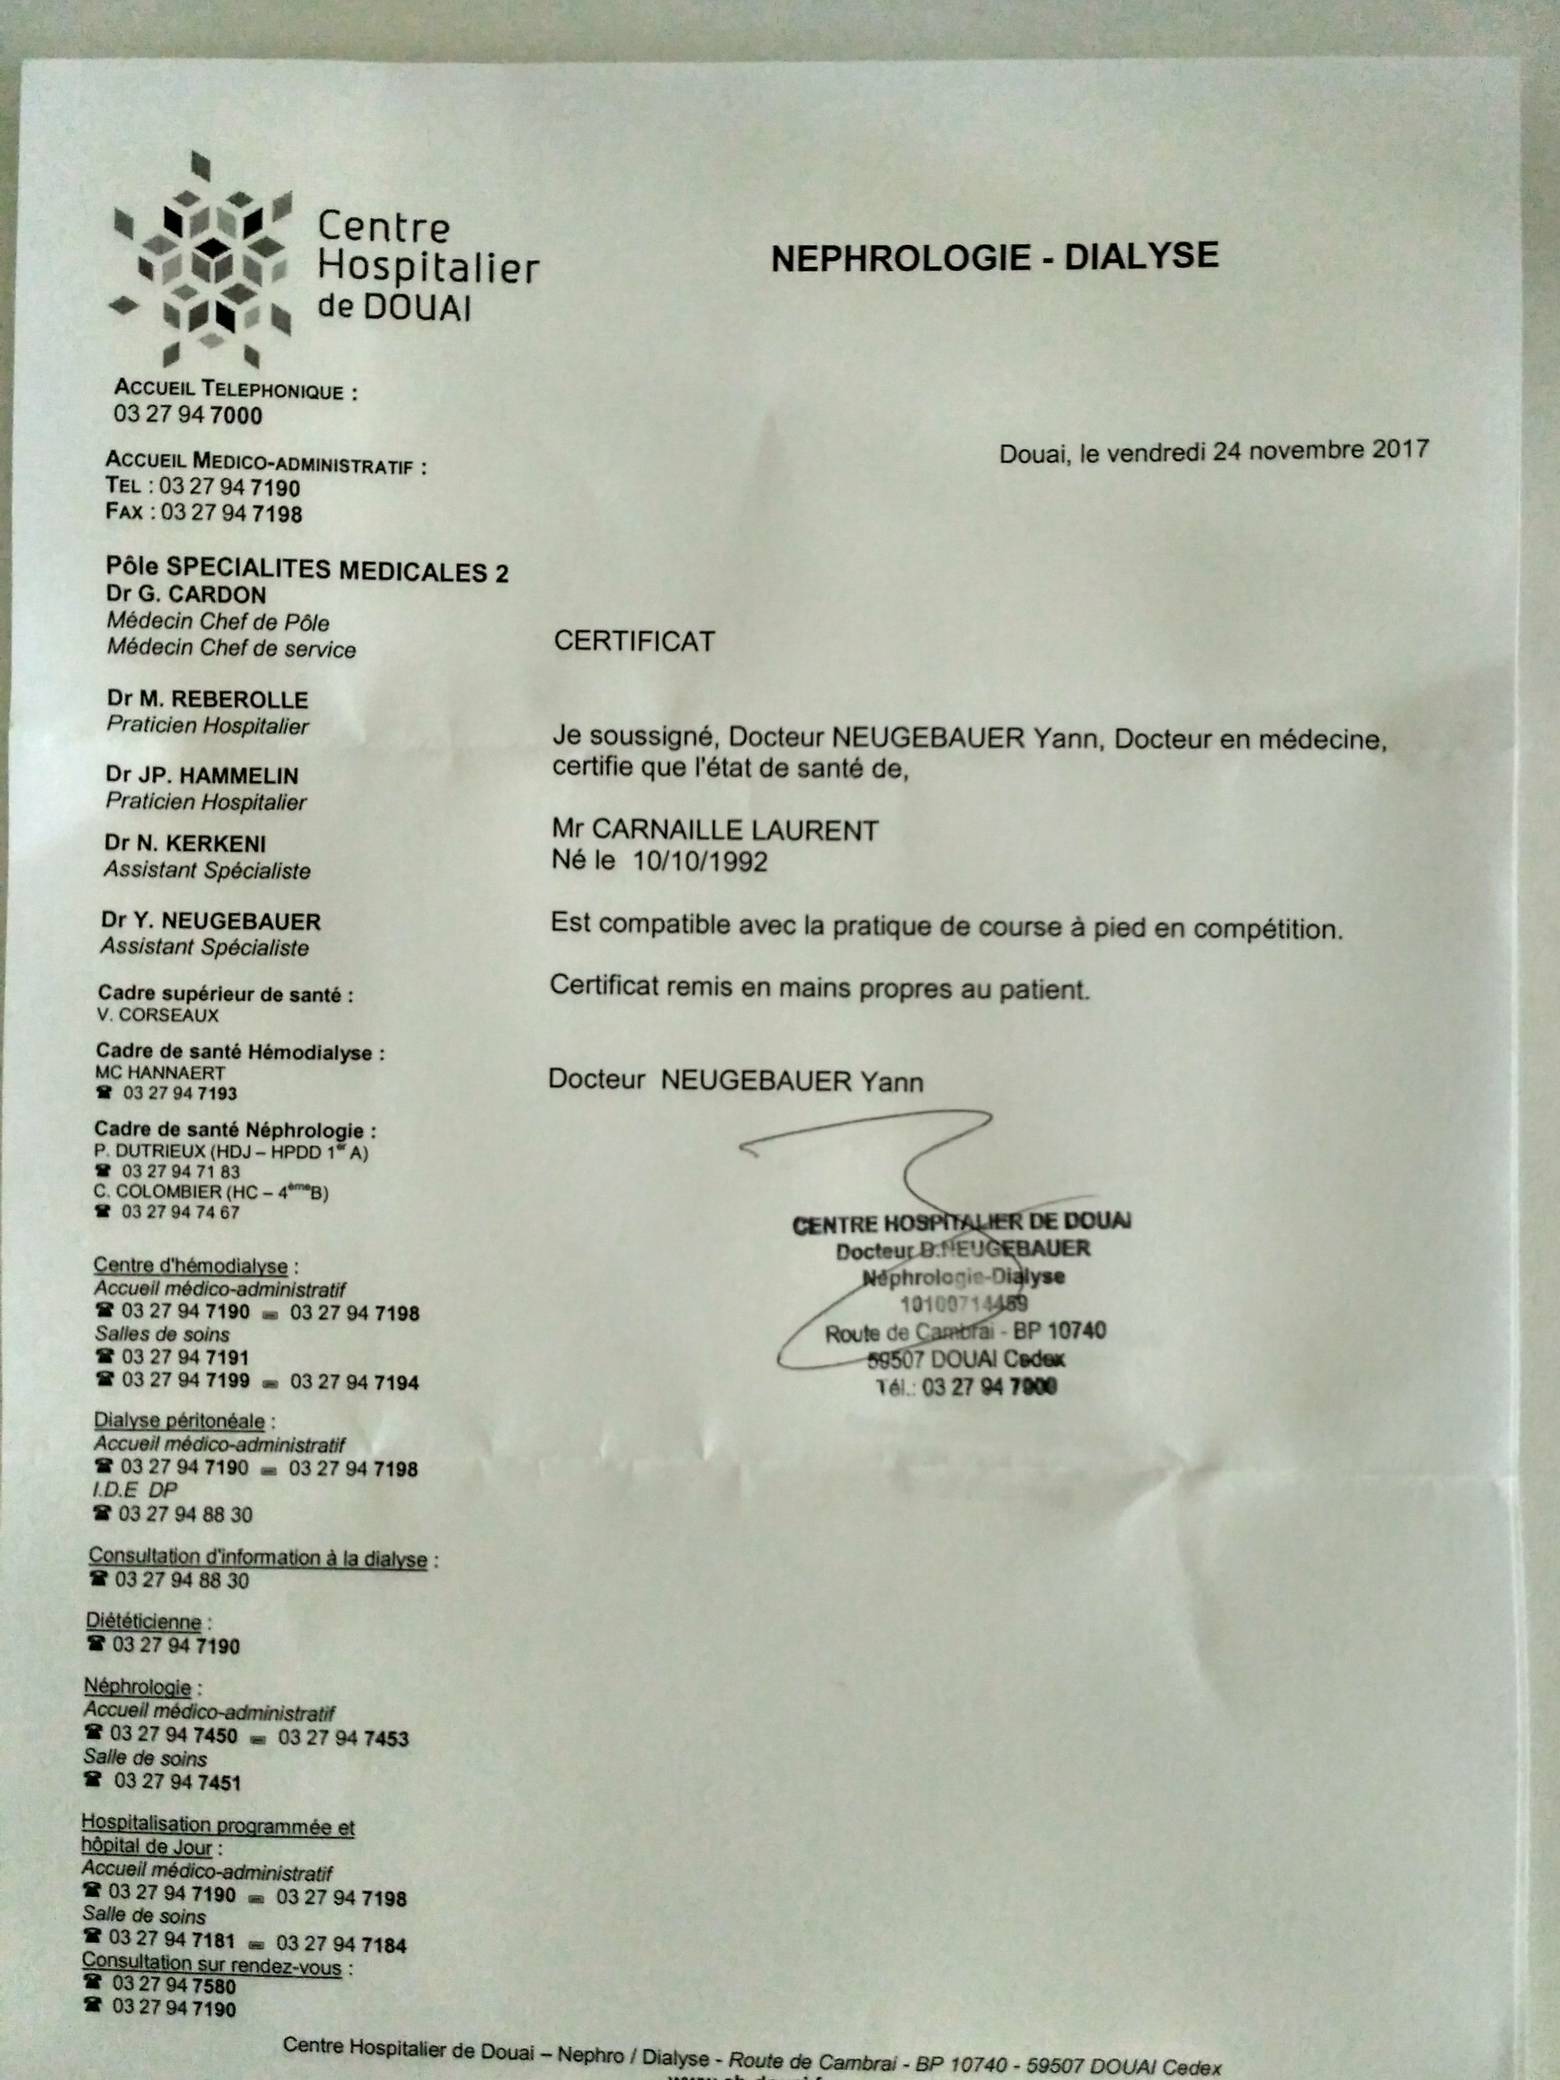 Centre
Hospitalier
de DOUAI
NEPHROLOGIE - DIALYSE
ACCUEIL TELEPHONIQUE :
03 27 94 7000
ACCUEIL MEDICO-ADMINISTRATIF :
TEL : 03 27 94 7190
FAX : 03 27 94 7198
Douai, le vendredi 24 novembre 2017
Pôle SPECIALITES MEDICALES 2
Dr G. CARDON
Médecin Chef de Pôle
Médecin Chef de service
Dr M. REBEROLLE
Praticien Hospitalier
Dr JP. HAMMELIN
Praticien Hospitalier
Dr N. KERKENI
Assistant Spécialiste
Dr Y. NEUGEBAUER
Assistant Spécialiste
Cadre supérieur de santé :
V. CORSEAUX
Cadre de santé Hémodialyse :
MC HANNAERT
☎ 03 27 94 7193
Cadre de santé Néphrologie :
P. DUTRIEUX (HDJ – HPDD 1er A)
☎ 03 27 94 71 83
C. COLOMBIER (HC – 4èmeB)
☎ 03 27 94 74 67
Centre d'hémodialyse :
Accueil médico-administratif
☎ 03 27 94 7190 03 27 94 7198
Salles de soins
☎ 03 27 94 7191
☎ 03 27 94 7199 03 27 94 7194
Dialyse péritonéale :
Accueil médico-administratif
☎ 03 27 94 7190 03 27 94 7198
I.D.E DP
☎ 03 27 94 88 30
Consultation d'information à la dialyse :
☎ 03 27 94 88 30
Diététicienne :
☎ 03 27 94 7190
Néphrologie :
Accueil médico-administratif
☎ 03 27 94 7450 03 27 94 7453
Salle de soins
☎ 03 27 94 7451
Hospitalisation programmée et
hôpital de Jour :
Accueil médico-administratif
☎ 03 27 94 7190 03 27 94 7198
Salle de soins
☎ 03 27 94 7181 03 27 94 7184
Consultation sur rendez-vous :
☎ 03 27 94 7580
☎ 03 27 94 7190
CERTIFICAT
Je soussigné, Docteur NEUGEBAUER Yann, Docteur en médecine,
certifie que l'état de santé de,
Mr CARNAILLE LAURENT
Né le 10/10/1992
Est compatible avec la pratique de course à pied en compétition.
Certificat remis en mains propres au patient.
Docteur NEUGEBAUER Yann
CENTRE HOSPITALIER DE DOUAI
Docteur NEUGEBAUER
Néphrologie-Dialyse
Route de Cambrai - BP 10740
59507 DOUAI Cedex
Tél.: 03 27 94 7000
Centre Hospitalier de Douai – Nephro / Dialyse - Route de Cambrai - BP 10740 - 59507 DOUAI Cedex